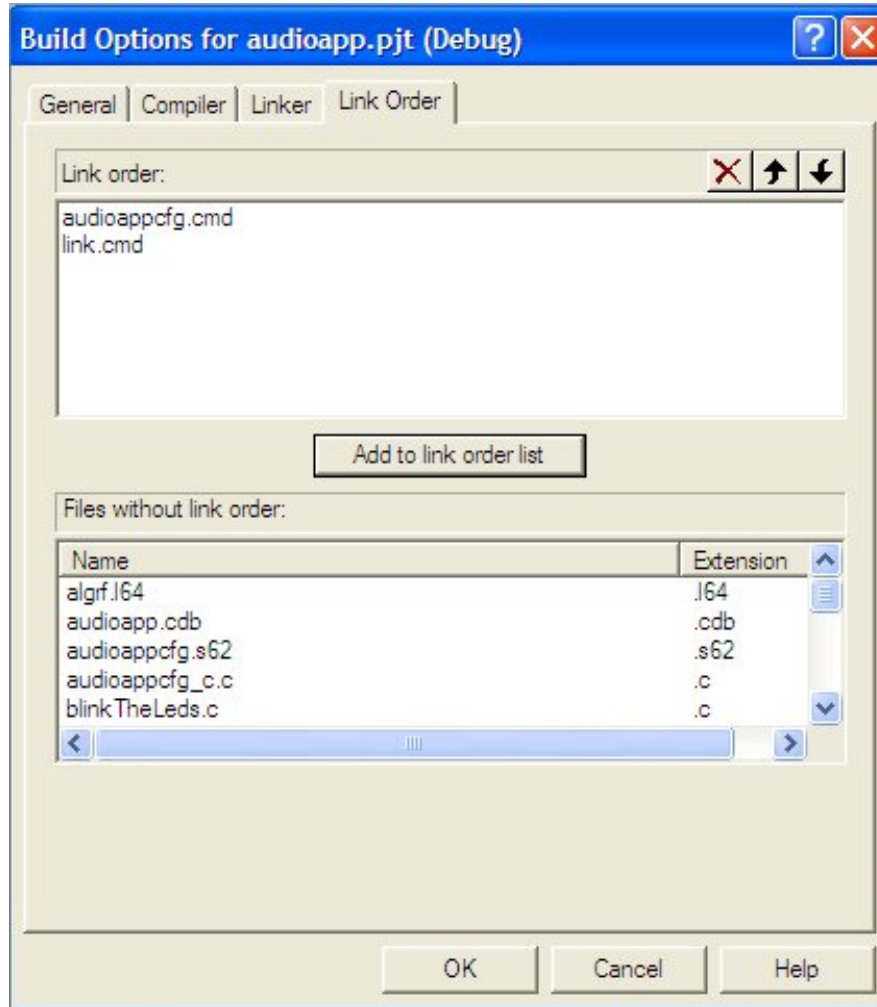 Build Options for audioapp.pjt (Debug)
General Compiler Linker Link Order
Link order:
audioappcfg.cmd
link.cmd
Add to link order list
Files without link order:
Name Extension
algrf.l64 .l64
audioapp.cdb .cdb
audioappcfg.s62 .s62
audioappcfg_c.c .c
blinkTheLeds.c .c
OK Cancel Help